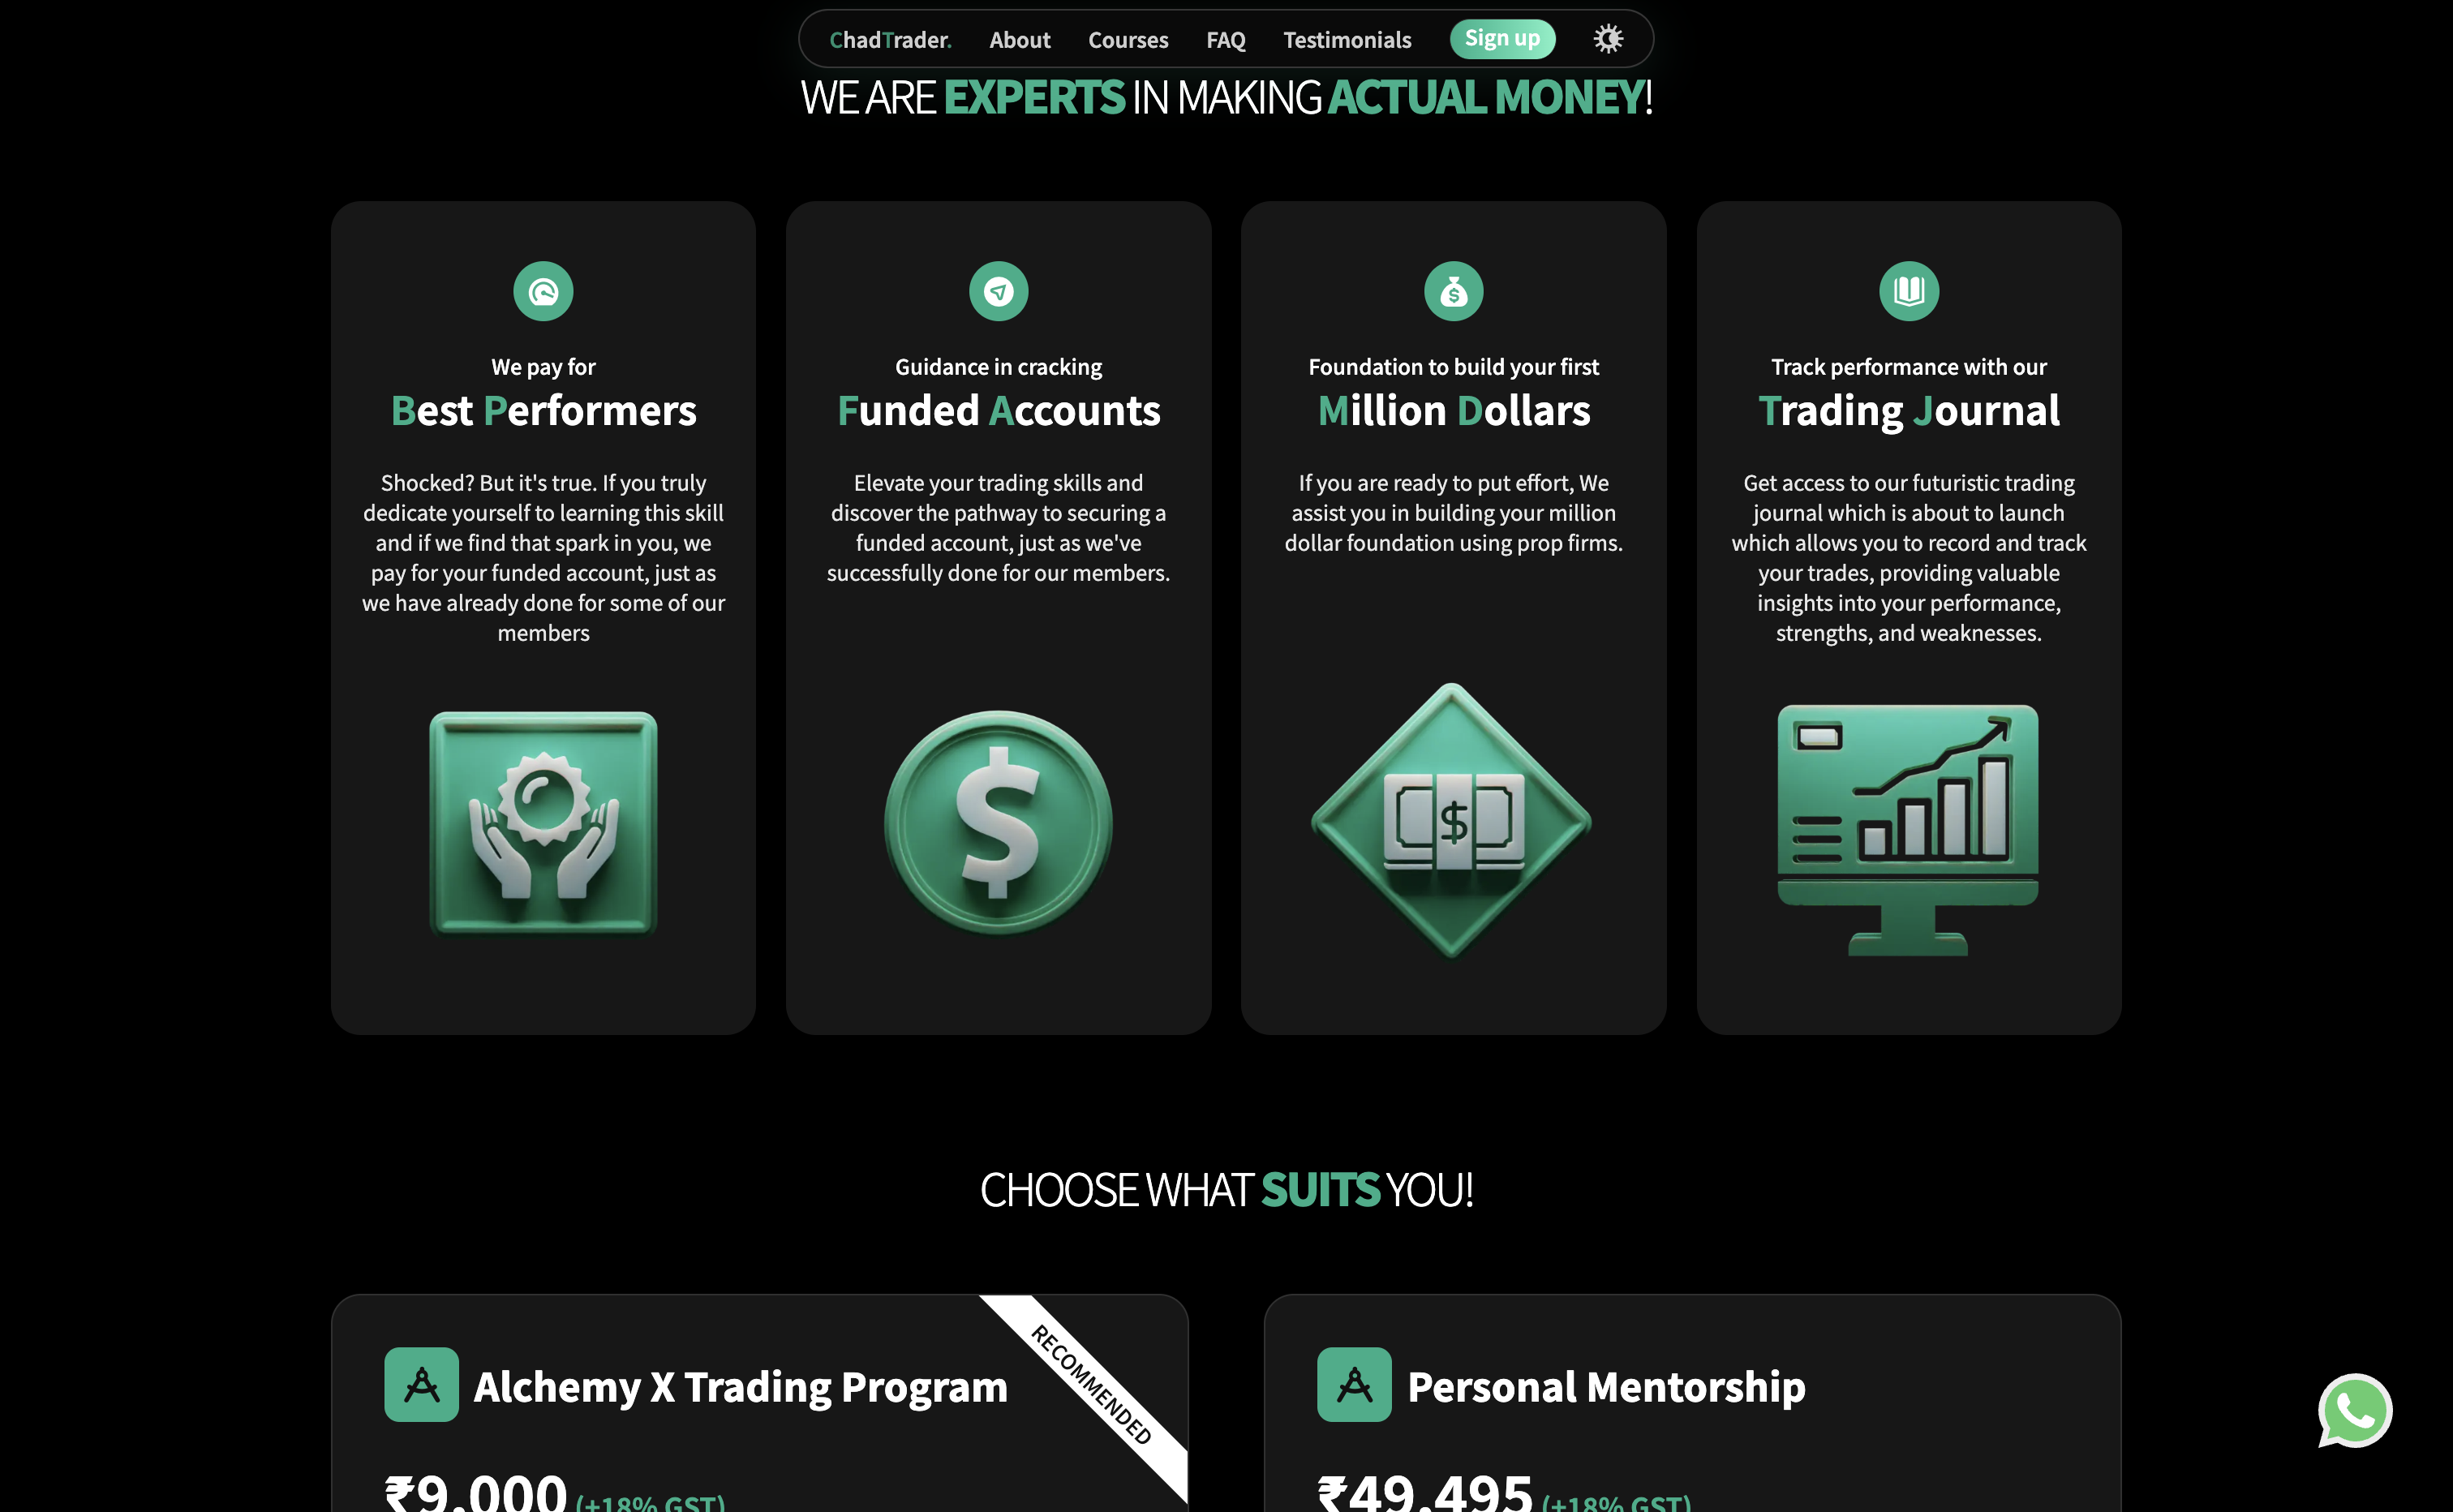 ChadTrader. About Courses FAQ Testimonials Sign up
WE ARE EXPERTS IN MAKING ACTUAL MONEY!
We pay for
Best Performers
Shocked? But it's true. If you truly
dedicate yourself to learning this skill
and if we find that spark in you, we
pay for your funded account, just as
we have already done for some of our
members
Guidance in cracking
Funded Accounts
Elevate your trading skills and
discover the pathway to securing a
funded account, just as we've
successfully done for our members.
Foundation to build your first
Million Dollars
If you are ready to put effort, We
assist you in building your million
dollar foundation using prop firms.
Track performance with our
Trading Journal
Get access to our futuristic trading
journal which is about to launch
which allows you to record and track
your trades, providing valuable
insights into your performance,
strengths, and weaknesses.
$
$
CHOOSE WHAT SUITS YOU!
Alchemy X Trading Program
RECOMMENDED
₹9,000 (+18% GST)
Personal Mentorship
₹49,495 (+18% GST)